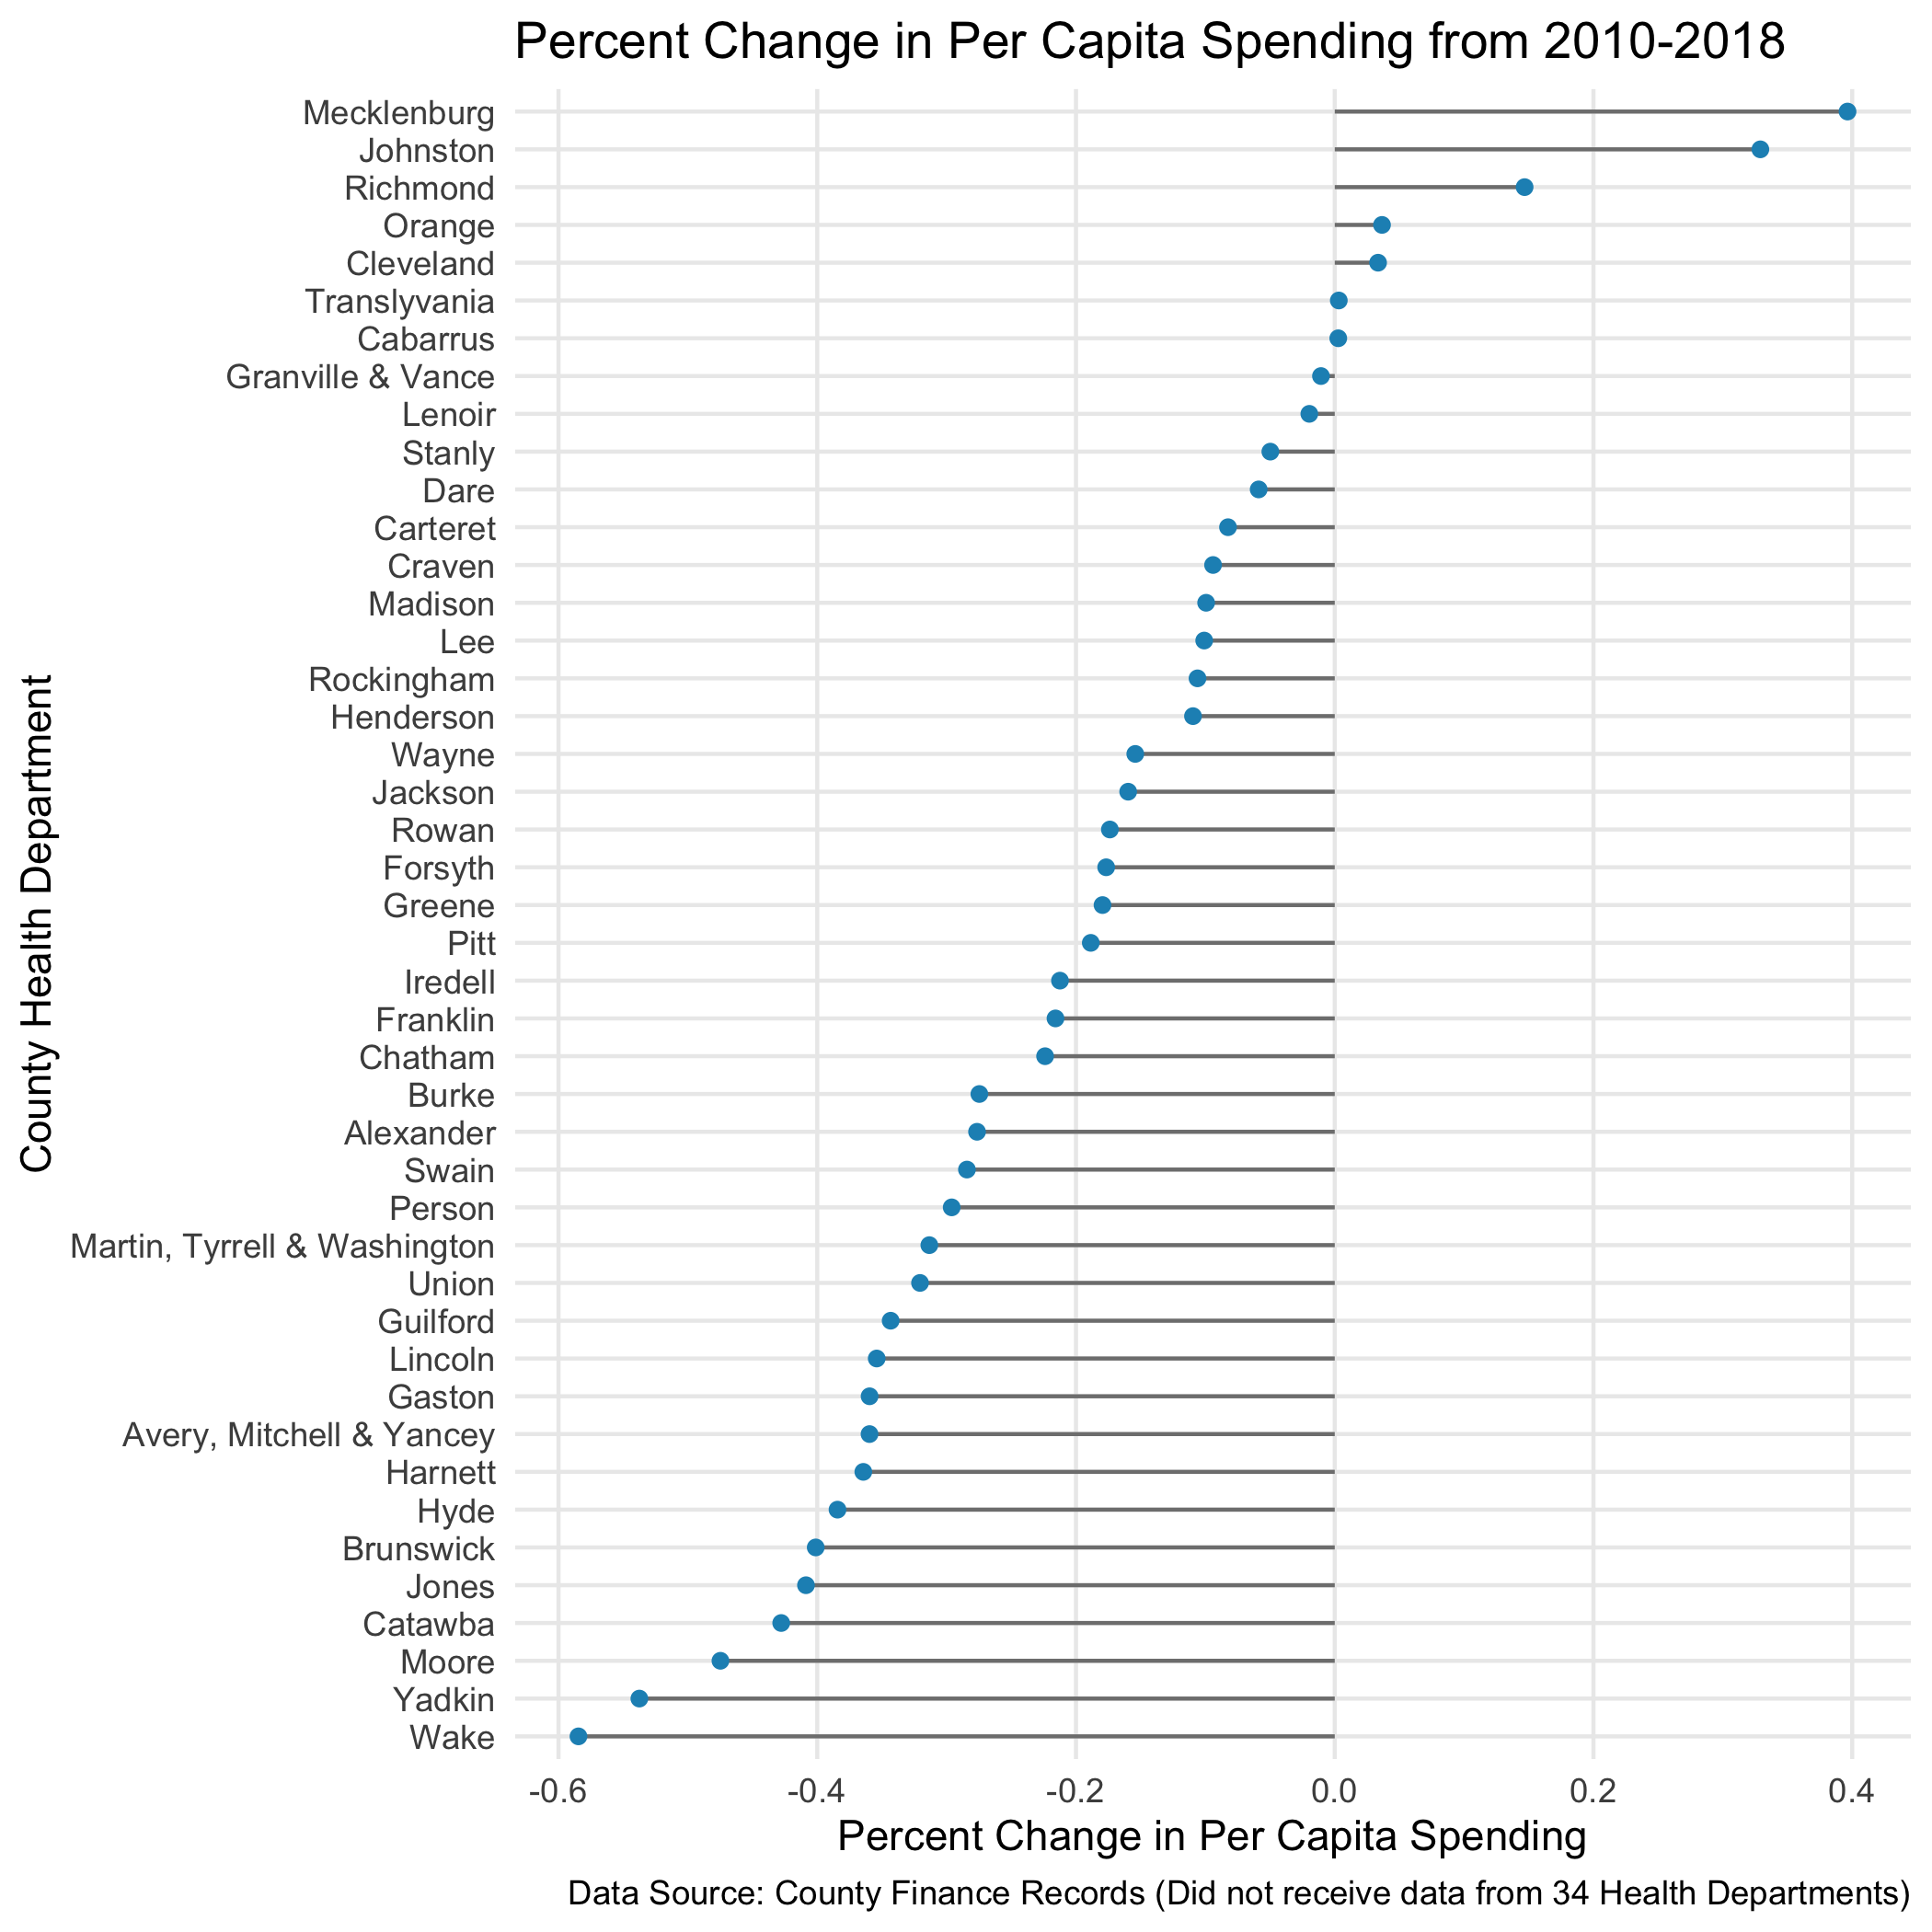 Percent Change in Per Capita Spending from 2010-2018
County Health Department
Mecklenburg
Johnston
Richmond
Orange
Cleveland
Translyvania
Cabarrus
Granville & Vance
Lenoir
Stanly
Dare
Carteret
Craven
Madison
Lee
Rockingham
Henderson
Wayne
Jackson
Rowan
Forsyth
Greene
Pitt
Iredell
Franklin
Chatham
Burke
Alexander
Swain
Person
Martin, Tyrrell & Washington
Union
Guilford
Lincoln
Gaston
Avery, Mitchell & Yancey
Harnett
Hyde
Brunswick
Jones
Catawba
Moore
Yadkin
Wake
-0.6 -0.4 -0.2 0.0 0.2 0.4
Percent Change in Per Capita Spending
Data Source: County Finance Records (Did not receive data from 34 Health Departments)